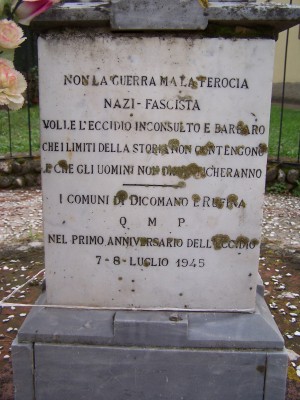 NON LA GUERRA MA LA FEROCIA
NAZI-FASCISTA
VOLLE L'ECCIDIO INCONSULTO E BARBARO
CHE I LIMITI DELLA STORIA NON CONTENGONO
E CHE GLI UOMINI NON DIMENTICHERANNO
I COMUNI DI DICOMANO E RUFINA
Q M P
NEL PRIMO ANNIVERSARIO DELL'ECCIDIO
7-8-LUGLIO 1945